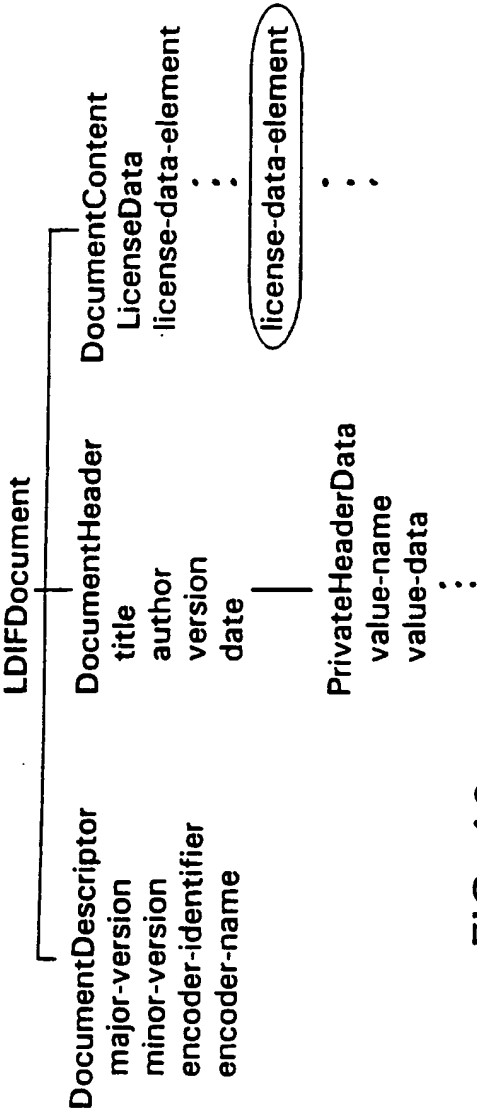 LDIFDocument
DocumentDescriptor
major-version
minor-version
encoder-identifier
encoder-name
DocumentHeader
title
author
version
date
PrivateHeaderData
value-name
value-data
DocumentContent
LicenseData
license-data-element
license-data-element